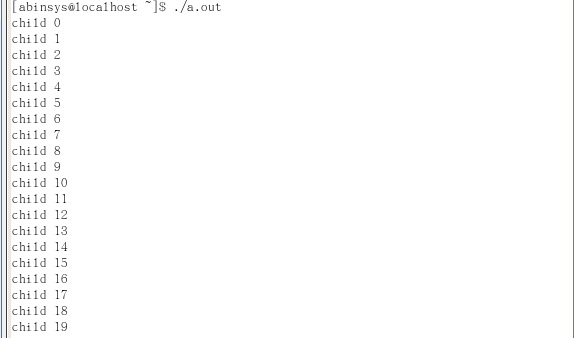 [abinsys@localhost ~]$ ./a.out
child 0
child 1
child 2
child 3
child 4
child 5
child 6
child 7
child 8
child 9
child 10
child 11
child 12
child 13
child 14
child 15
child 16
child 17
child 18
child 19